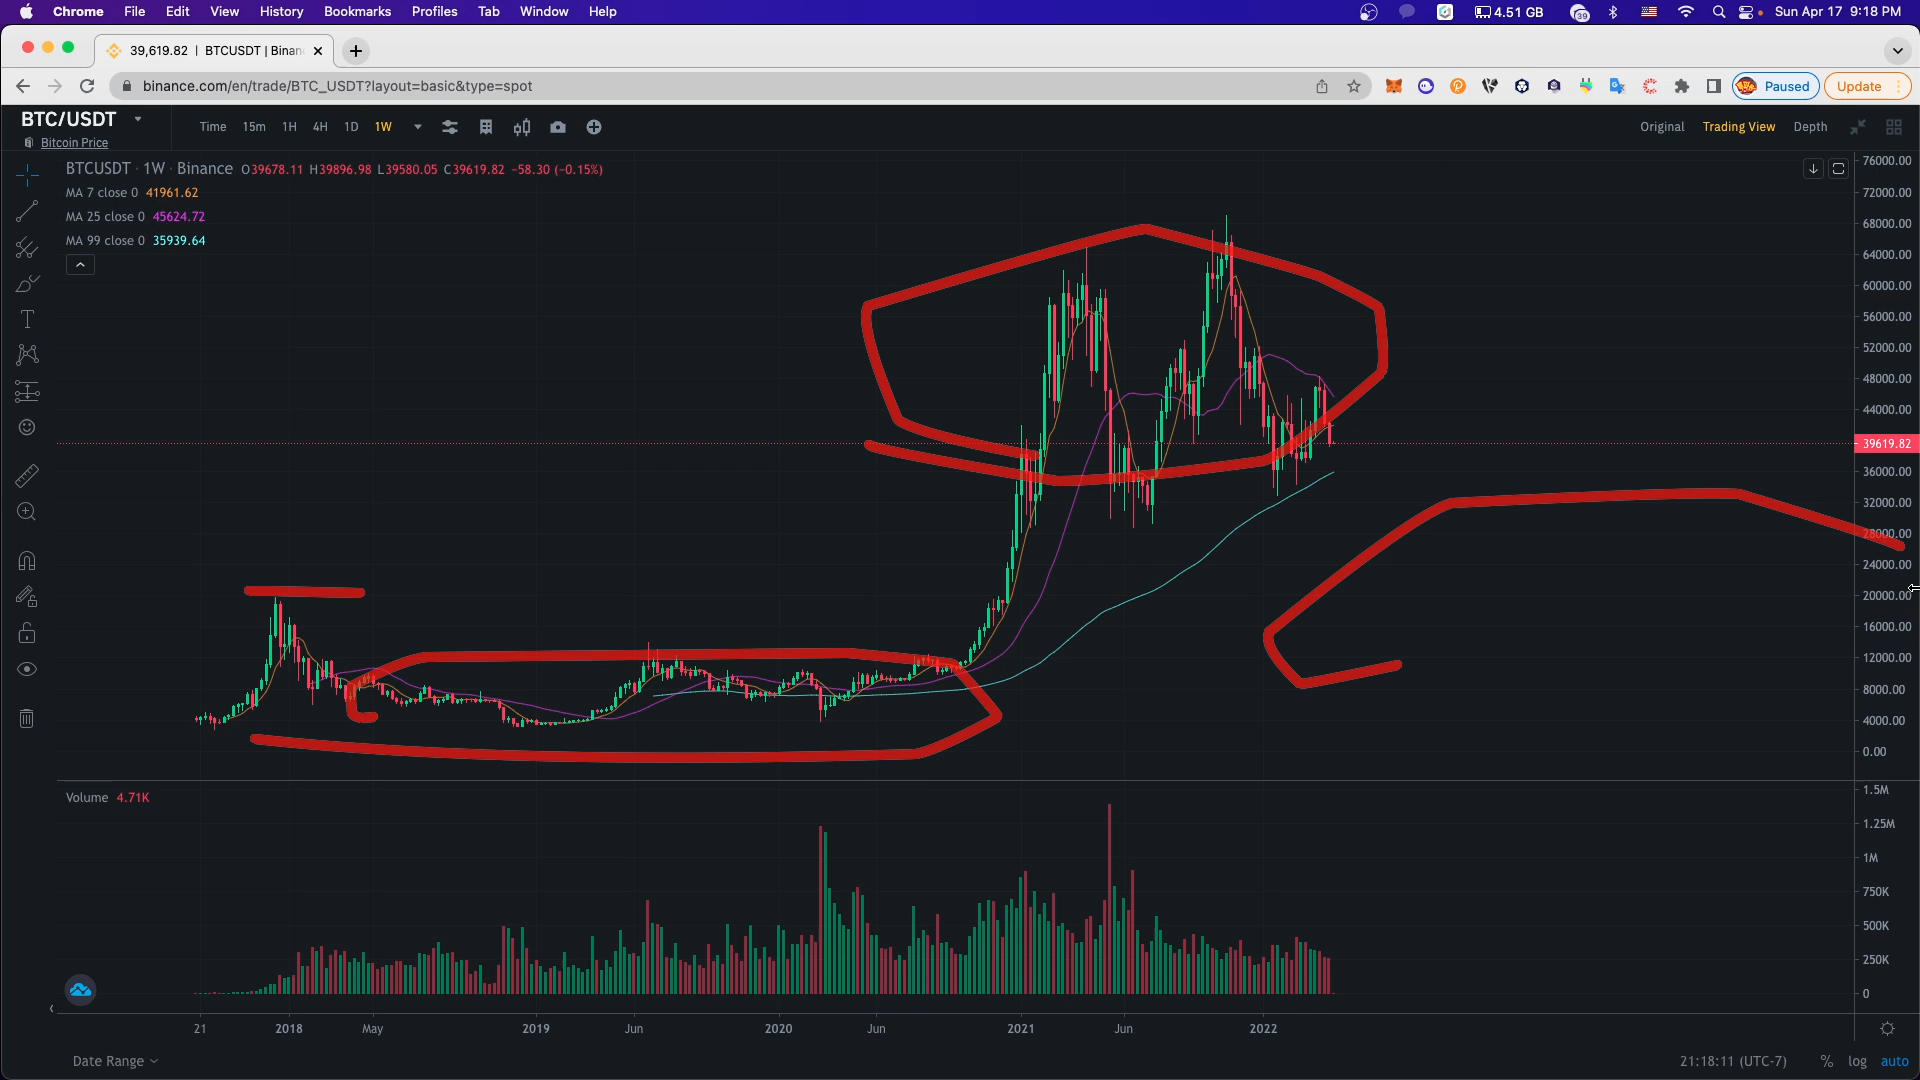 Chrome File Edit View History Bookmarks Profiles Tab Window Help 4.51 GB 39 Sun Apr 17 9:18 PM
39,619.82 | BTCUSDT | Binan
binance.com/en/trade/BTC_USDT?layout=basic&type=spot Paused Update
BTC/USDT Time 15m 1H 4H 1D 1W Original Trading View Depth
Bitcoin Price
BTCUSDT · 1W · Binance O39678.11 H39896.98 L39580.05 C39619.82 −58.30 (−0.15%)
MA 7 close 0 41961.62
MA 25 close 0 45624.72
MA 99 close 0 35939.64
76000.00
72000.00
68000.00
64000.00
60000.00
56000.00
52000.00
48000.00
44000.00
39619.82
36000.00
32000.00
28000.00
24000.00
20000.00
16000.00
12000.00
8000.00
4000.00
0.00
Volume 4.71K
1.5M
1.25M
1M
750K
500K
250K
0
21 2018 May 2019 Jun 2020 Jun 2021 Jun 2022
Date Range 21:18:11 (UTC-7) % log auto